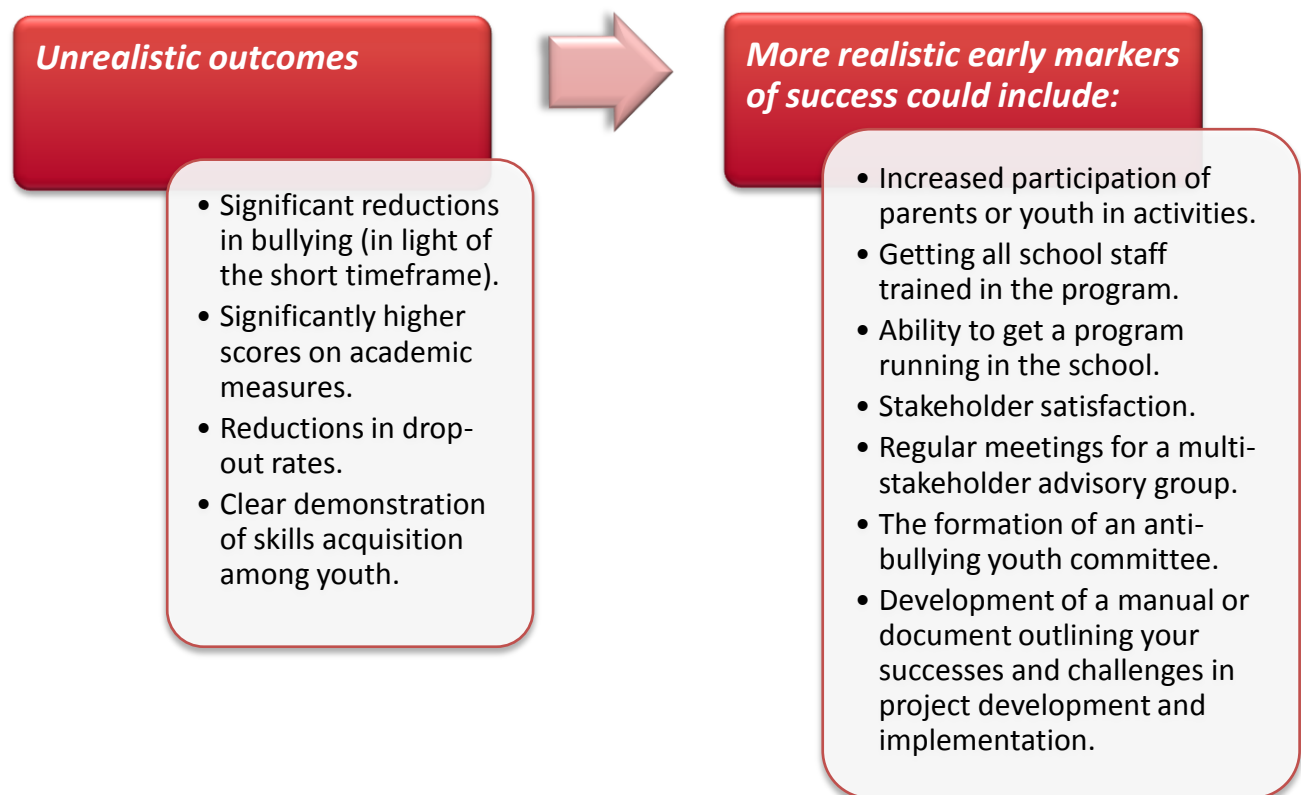 Unrealistic outcomes
• Significant reductions
in bullying (in light of
the short timeframe).
• Significantly higher
scores on academic
measures.
• Reductions in drop-
out rates.
• Clear demonstration
of skills acquisition
among youth.
More realistic early markers
of success could include:
• Increased participation of
parents or youth in activities.
• Getting all school staff
trained in the program.
• Ability to get a program
running in the school.
• Stakeholder satisfaction.
• Regular meetings for a multi-
stakeholder advisory group.
• The formation of an anti-
bullying youth committee.
• Development of a manual or
document outlining your
successes and challenges in
project development and
implementation.